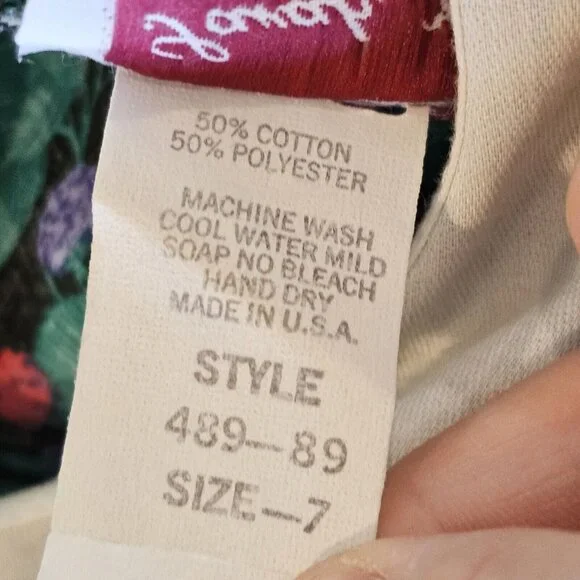 50% COTTON
50% POLYESTER
MACHINE WASH
COOL WATER MILD
SOAP NO BLEACH
HAND DRY
MADE IN U.S.A.
STYLE
489—89
SIZE—7